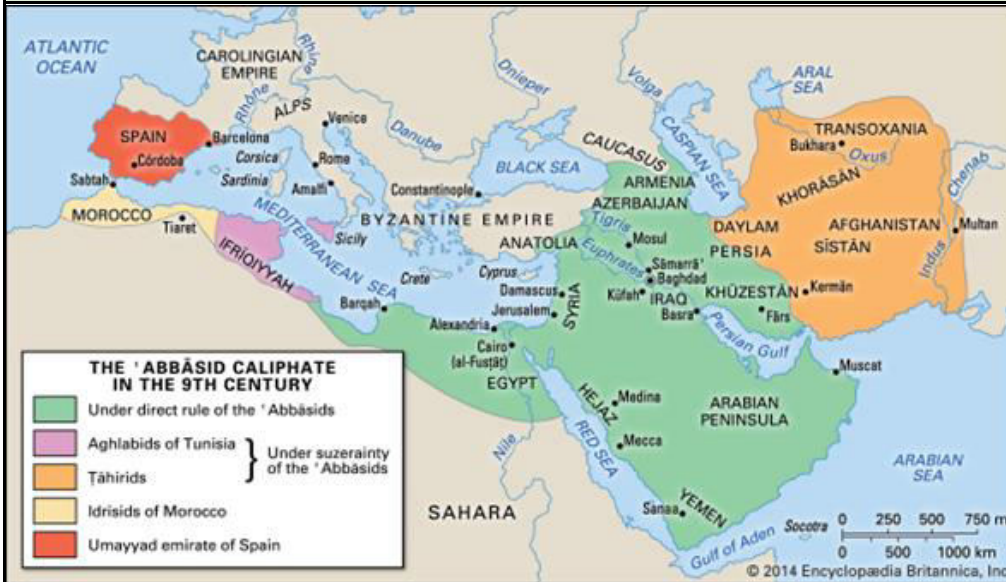 ATLANTIC
OCEAN
CAROLINGIAN
EMPIRE
Rhine
Rhône
ALPS
Venice
Danube
Dnieper
Volga
ARAL
SEA
CASPIAN SEA
CAUCASUS
BLACK SEA
TRANSOXANIA
Bukhara
Oxus
KHORĀSĀN
Chenab
SPAIN
Barcelona
Córdoba
Corsica
Sardinia
Rome
Amalfi
Constantinople
Sabtah
MOROCCO
Tiaret
MEDITERRANEAN SEA
Sicily
IFRĪQIYYAH
BYZANTINE EMPIRE
ANATOLIA
ARMENIA
AZERBAIJAN
Tigris
Mosul
DAYLAM
PERSIA
AFGHANISTAN
SĪSTĀN
Multan
Indus
Euphrates
Sāmarrā'
Baghdad
Crete
Cyprus
Damascus
SYRIA
Kūfah
IRAQ
KHŪZESTĀN
Kermān
Barqah
Jerusalem
Basra
Fārs
Alexandria
Cairo
(al-Fusṭāṭ)
Persian Gulf
EGYPT
Muscat
HEJAZ
Medina
ARABIAN
PENINSULA
Mecca
RED SEA
Nile
ARABIAN
SEA
SAHARA
Sanaa
YEMEN
Gulf of Aden
Socotra
THE ʿABBĀSID CALIPHATE
IN THE 9TH CENTURY
Under direct rule of the ʿAbbāsids
Aghlabids of Tunisia
Under suzerainty
of the ʿAbbāsids
Ṭāhirids
Idrisids of Morocco
Umayyad emirate of Spain
0 250 500 750 m
0 500 1000 km
© 2014 Encyclopædia Britannica, Inc